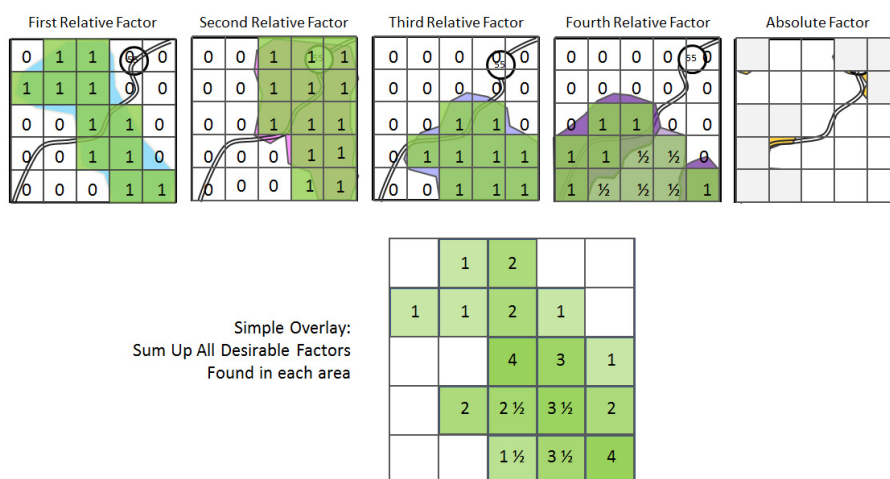 First Relative Factor Second Relative Factor Third Relative Factor Fourth Relative Factor Absolute Factor
0 1 1 0 55 0 0 0 1 1 55 1 0 0 0 0 55 0 0 0 0 0 55 0
1 1 1 0 0 0 0 1 1 1 0 0 0 0 0 0 0 0 0 0
0 0 1 1 0 0 0 1 1 1 0 0 1 1 0 0 1 1 0 0
0 0 1 1 0 0 0 0 1 1 0 1 1 1 1 1 1 ½ ½ 0
0 0 0 1 1 0 0 0 1 1 0 0 1 1 1 1 ½ ½ ½ 1
Simple Overlay:
Sum Up All Desirable Factors
Found in each area
1 2
1 1 2 1
4 3 1
2 2 ½ 3 ½ 2
1 ½ 3 ½ 4